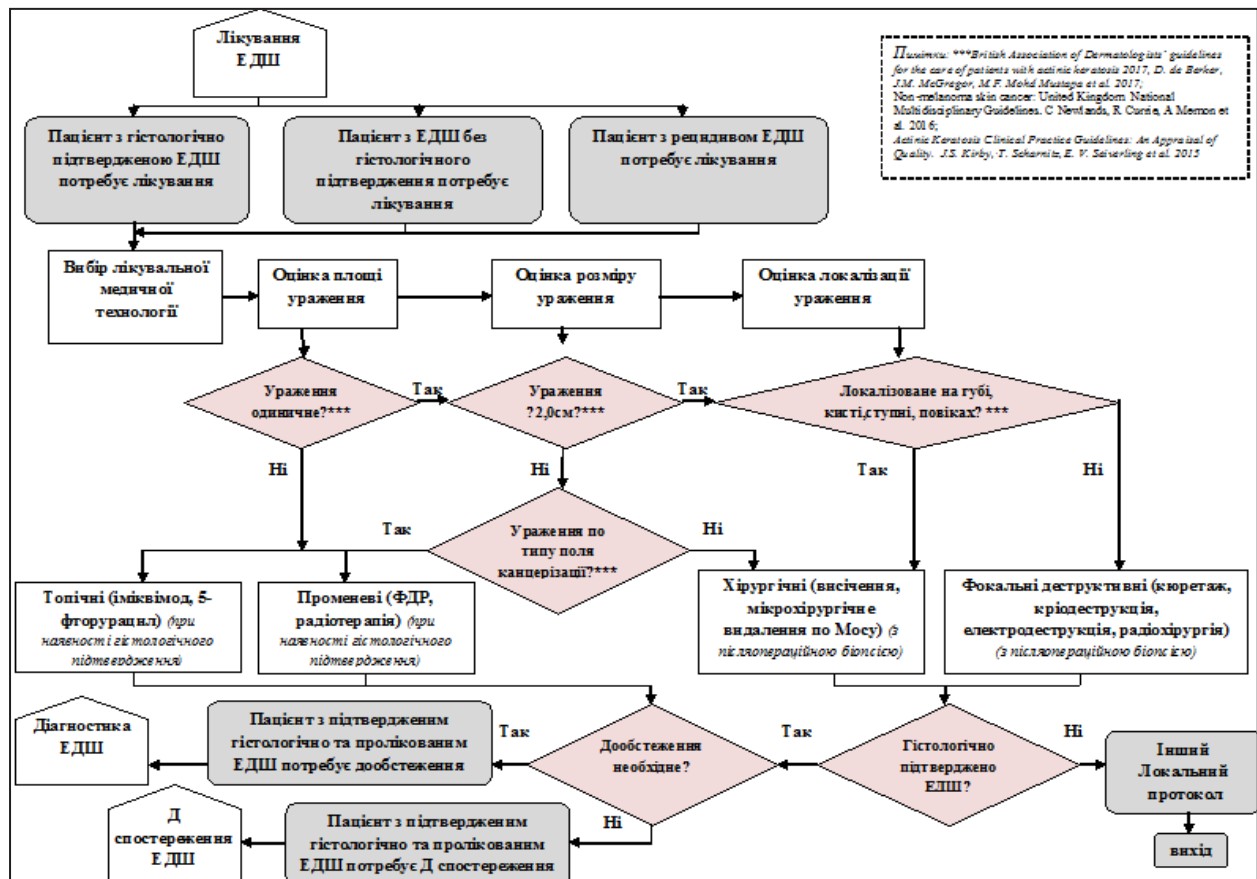 Лікування
ЕДШ
Пимітки: ***British Association of Dermatologists' guidelines
for the care of patients with actinic keratosis 2017, D. de Berker,
J.M. McGregor, M.F. Mohd Mustapa et al. 2017;
Non-melanoma skin cancer: United Kingdom National
Multidisciplinary Guidelines. C Newlands, R Currie, A Memon et
al. 2016;
Actinic Keratosis Clinical Practice Guidelines: An Appraisal of
Quality. J.S. Kirby, T. Scharnitz, E. V. Seiverling et al. 2015
Пацієнт з гістологічно
підтвердженою ЕДШ
потребує лікування
Пацієнт з ЕДШ без
гістологічного
підтвердження потребує
лікування
Пацієнт з рецидивом ЕДШ
потребує лікування
Вибір лікувальної
медичної
технології
Оцінка площі
ураження
Оцінка розміру
ураження
Оцінка локалізації
ураження
Ураження
одиничне?***
Так
Ураження
?2,0см?***
Так
Локалізоване на губі,
кисті,ступні, повіках? ***
Ні
Ні
Так
Ні
Так
Ураження по
типу поля
канцерізації?***
Ні
Топічні (іміквімод, 5-
фторурацил) (при
наявності гістологічного
підтвердження)
Променеві (ФДР,
радіотерапія) (при
наявності гістологічного
підтвердження)
Хірургічні (висічення,
мікрохірургічне
видалення по Мосу) (з
післяопераційною біопсією)
Фокальні деструктивні (кюретаж,
кріодеструкція,
електродеструкція, радіохірургія)
(з післяопераційною біопсією)
Діагностика
ЕДШ
Пацієнт з підтвердженим
гістологічно та пролікованим
ЕДШ потребує дообстеження
Так
Дообстеження
необхідне?
Так
Гістологічно
підтверджено
ЕДШ?
Ні
Інший
Локальний
протокол
Д
спостереження
ЕДШ
Пацієнт з підтвердженим
гістологічно та пролікованим
ЕДШ потребує Д спостереження
Ні
вихід